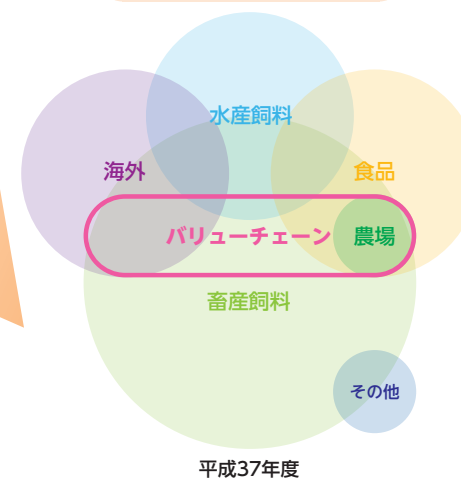 水産飼料
海外
食品
バリューチェーン
農場
畜産飼料
その他
平成37年度